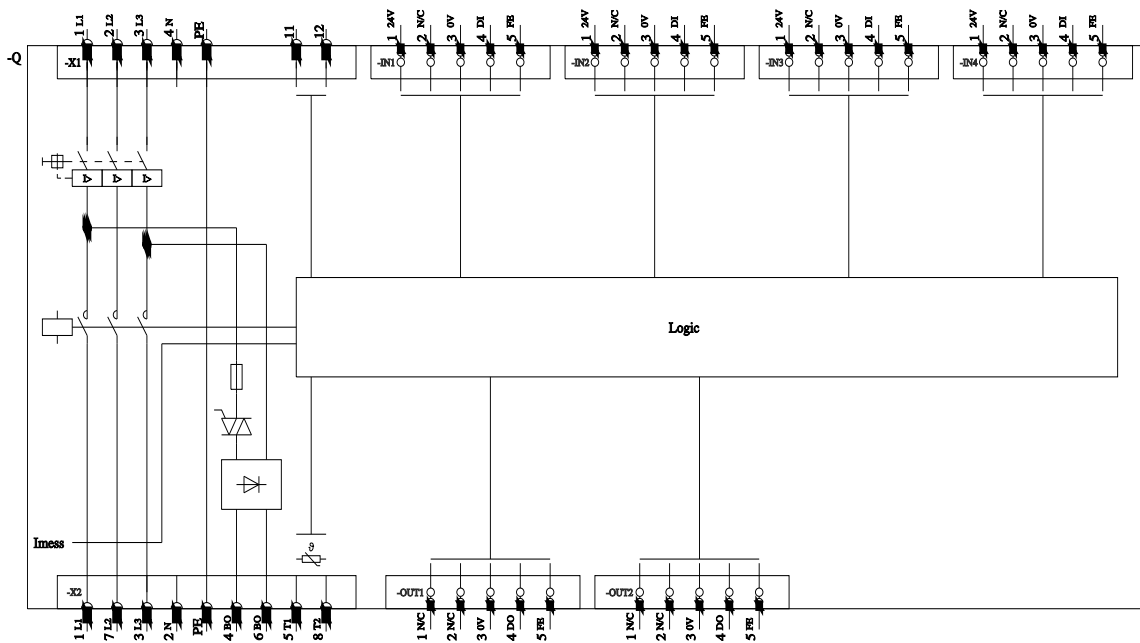 1 L1
2 L2
3 L3
4 N
PE
11
12
1 24V
2 N/C
3 0V
4 DI
5 FE
1 24V
2 N/C
3 0V
4 DI
5 FE
1 24V
2 N/C
3 0V
4 DI
5 FE
1 24V
2 N/C
3 0V
4 DI
5 FE
-Q
-X1
-IN1
-IN2
-IN3
-IN4
I>
I>
I>
Logic
Imess
ϑ
-X2
-OUT1
-OUT2
1 L1
7 L2
3 L3
2 N
PE
4 BO
6 BO
5 T1
8 T2
1 N/C
2 N/C
3 0V
4 DO
5 FE
1 N/C
2 N/C
3 0V
4 DO
5 FE